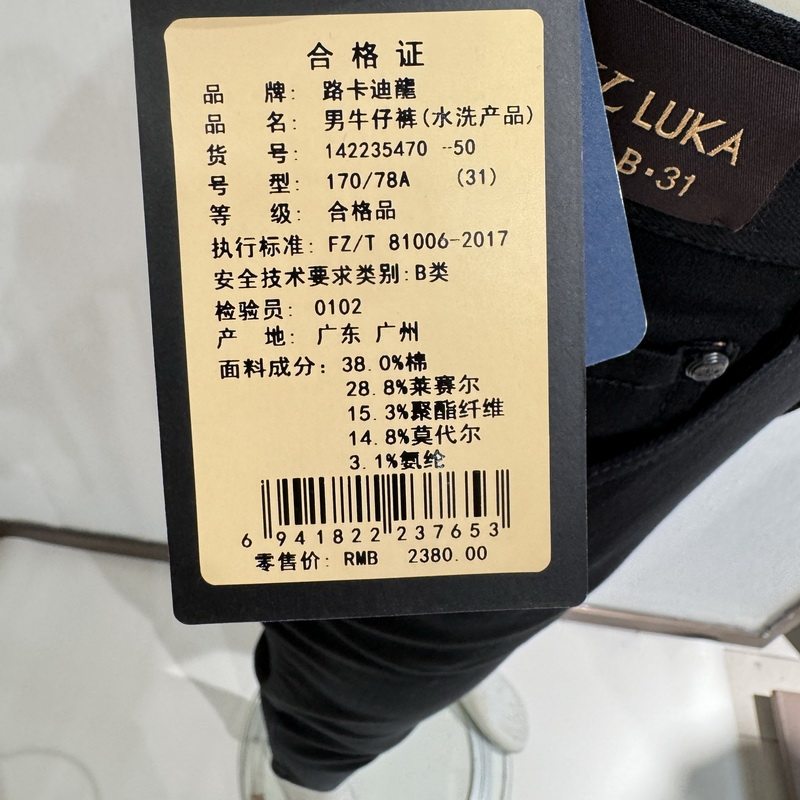 合格证
品 牌: 路卡迪龍
品 名: 男牛仔裤(水洗产品)
货 号: 142235470 -50
号 型: 170/78A (31)
等 级: 合格品
执行标准: FZ/T 81006-2017
安全技术要求类别:B类
检验员: 0102
产 地: 广东 广州
面料成分: 38.0%棉
28.8%莱赛尔
15.3%聚酯纤维
14.8%莫代尔
3.1%氨纶
6 941822 237653
零售价: RMB 2380.00
LUKA
B·31